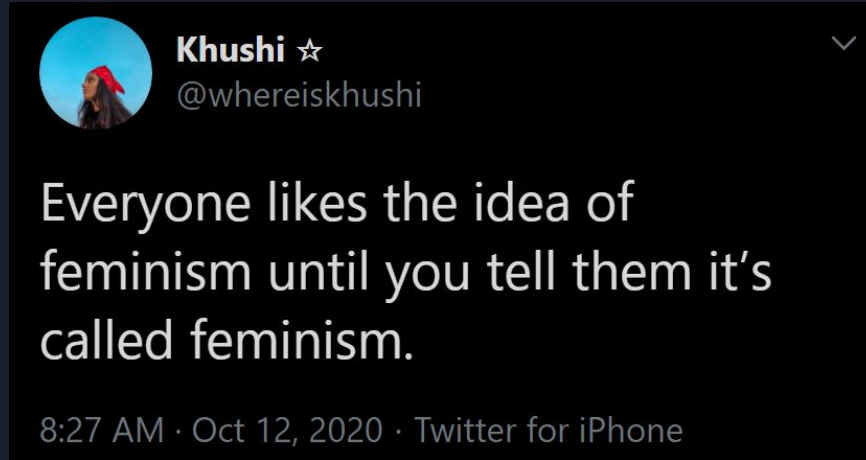 Khushi ☆
@whereiskhushi
Everyone likes the idea of
feminism until you tell them it’s
called feminism.
8:27 AM · Oct 12, 2020 · Twitter for iPhone